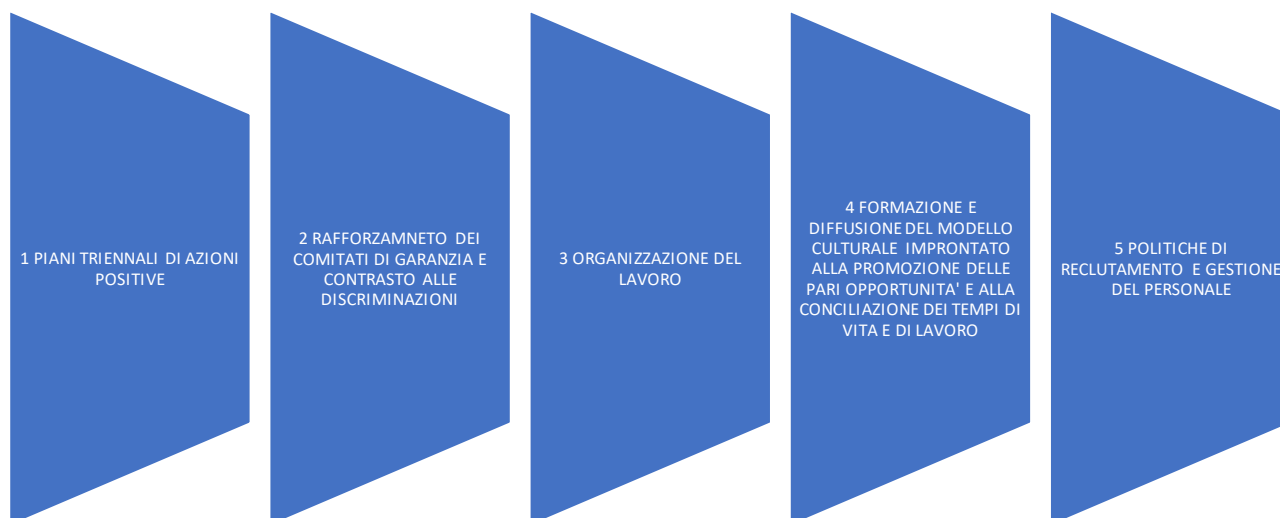 1 PIANI TRIENNALI DI AZIONI
POSITIVE
2 RAFFORZAMNETO DEI
COMITATI DI GARANZIA E
CONTRASTO ALLE
DISCRIMINAZIONI
3 ORGANIZZAZIONE DEL
LAVORO
4 FORMAZIONE E
DIFFUSIONE DEL MODELLO
CULTURALE IMPRONTATO
ALLA PROMOZIONE DELLE
PARI OPPORTUNITA' E ALLA
CONCILIAZIONE DEI TEMPI DI
VITA E DI LAVORO
5 POLITICHE DI
RECLUTAMENTO E GESTIONE
DEL PERSONALE